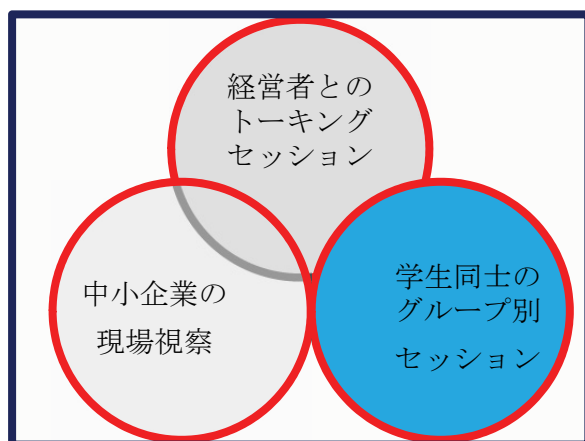 経営者との
トーキング
セッション
中小企業の
現場視察
学生同士の
グループ別
セッション